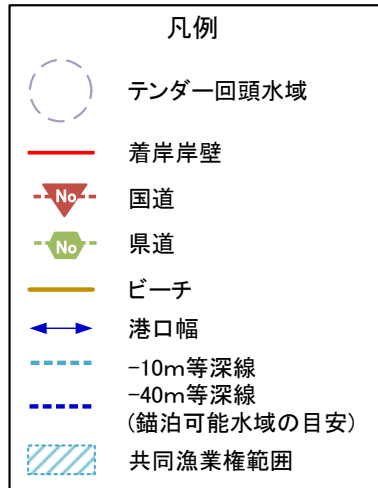 凡例
テンダー回頭水域
着岸岸壁
No 国道
No 県道
ビーチ
港口幅
-10m等深線
-40m等深線
(錨泊可能水域の目安)
共同漁業権範囲